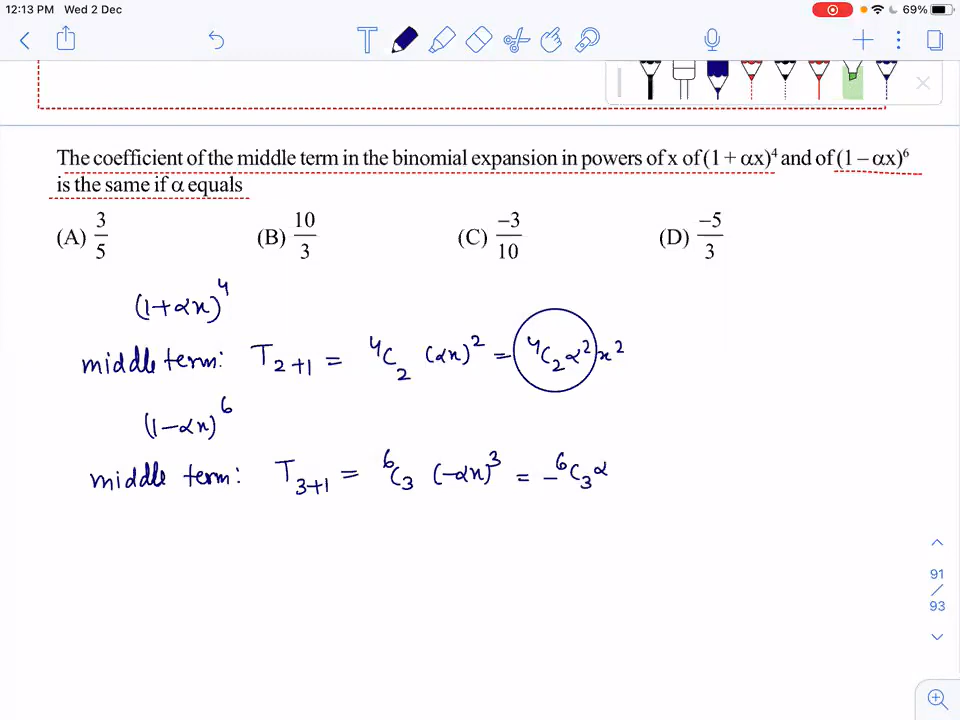 12:13 PM Wed 2 Dec
69%
T
The coefficient of the middle term in the binomial expansion in powers of x of (1 + αx)⁴ and of (1 – αx)⁶
is the same if α equals
(A) 3/5 (B) 10/3 (C) –3/10 (D) –5/3
(1+αx)⁴
middle term: T₂₊₁ = ⁴C₂ (αx)² = ⁴C₂ α² x²
(1-αx)⁶
middle term: T₃₊₁ = ⁶C₃ (-αx)³ = -⁶C₃ α
91
/
93